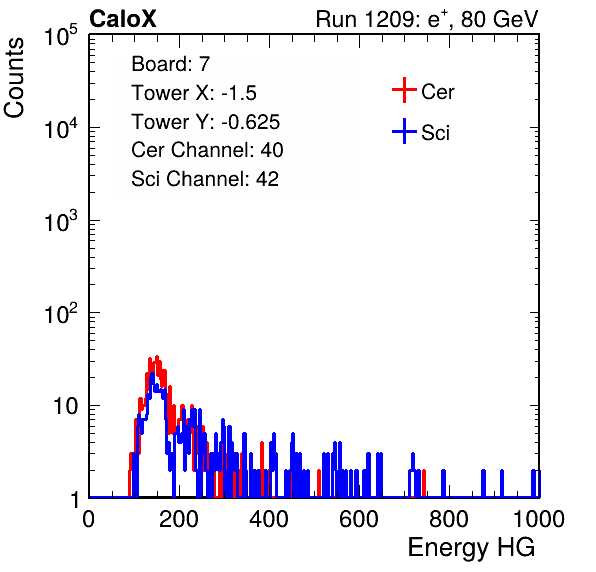 CaloX Run 1209: e⁺, 80 GeV
Counts
10⁵
10⁴
10³
10²
10
1
Board: 7
Tower X: -1.5
Tower Y: -0.625
Cer Channel: 40
Sci Channel: 42
Cer
Sci
0 200 400 600 800 1000
Energy HG